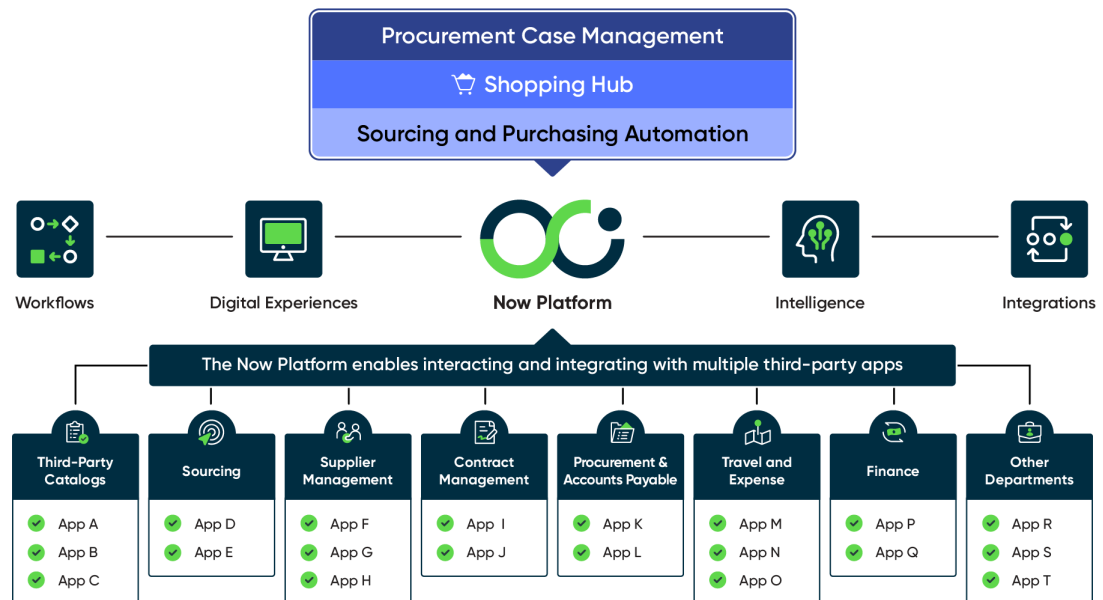 Procurement Case Management
Shopping Hub
Sourcing and Purchasing Automation
Workflows
Digital Experiences
Now Platform
Intelligence
Integrations
The Now Platform enables interacting and integrating with multiple third-party apps
Third-Party
Catalogs
App A
App B
App C
Sourcing
App D
App E
Supplier
Management
App F
App G
App H
Contract
Management
App I
App J
Procurement &
Accounts Payable
App K
App L
Travel and
Expense
App M
App N
App O
Finance
App P
App Q
Other
Departments
App R
App S
App T